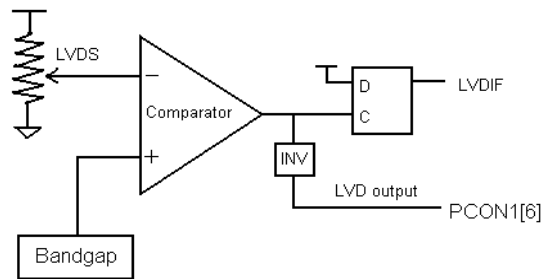 LVDS
−
Comparator
+
D
C
LVDIF
INV
LVD output
PCON1[6]
Bandgap